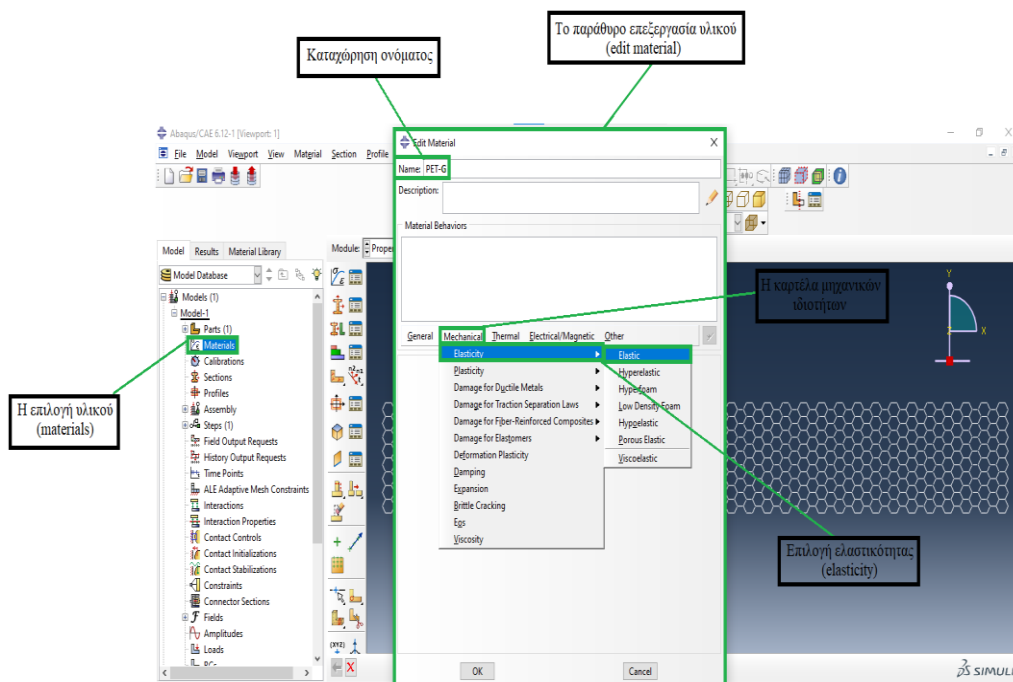 Το παράθυρο επεξεργασία υλικού
(edit material)
Καταχώρηση ονόματος
Abaqus/CAE 6.12-1 [Viewport: 1]
File Model Viewport View Material Section Profile
Edit Material
X
Name: PET-G
Description:
Material Behaviors
General Mechanical Thermal Electrical/Magnetic Other
Elasticity
Plasticity
Damage for Ductile Metals
Damage for Traction Separation Laws
Damage for Fiber-Reinforced Composites
Damage for Elastomers
Deformation Plasticity
Damping
Expansion
Brittle Cracking
Eos
Viscosity
Elastic
Hyperelastic
Hyperfoam
Low Density Foam
Hypoelastic
Porous Elastic
Viscoelastic
OK
Cancel
Model Results Material Library
Module: Proper
Model Database
Models (1)
Model-1
Parts (1)
Materials
Calibrations
Sections
Profiles
Assembly
Steps (1)
Field Output Requests
History Output Requests
Time Points
ALE Adaptive Mesh Constraints
Interactions
Interaction Properties
Contact Controls
Contact Initializations
Contact Stabilizations
Constraints
Connector Sections
Fields
Amplitudes
Loads
BCs
(XYZ)
Η επιλογή υλικού
(materials)
Η καρτέλα μηχανικών
ιδιοτήτων
Επιλογή ελαστικότητας
(elasticity)
Y
Z
X
SIMULI